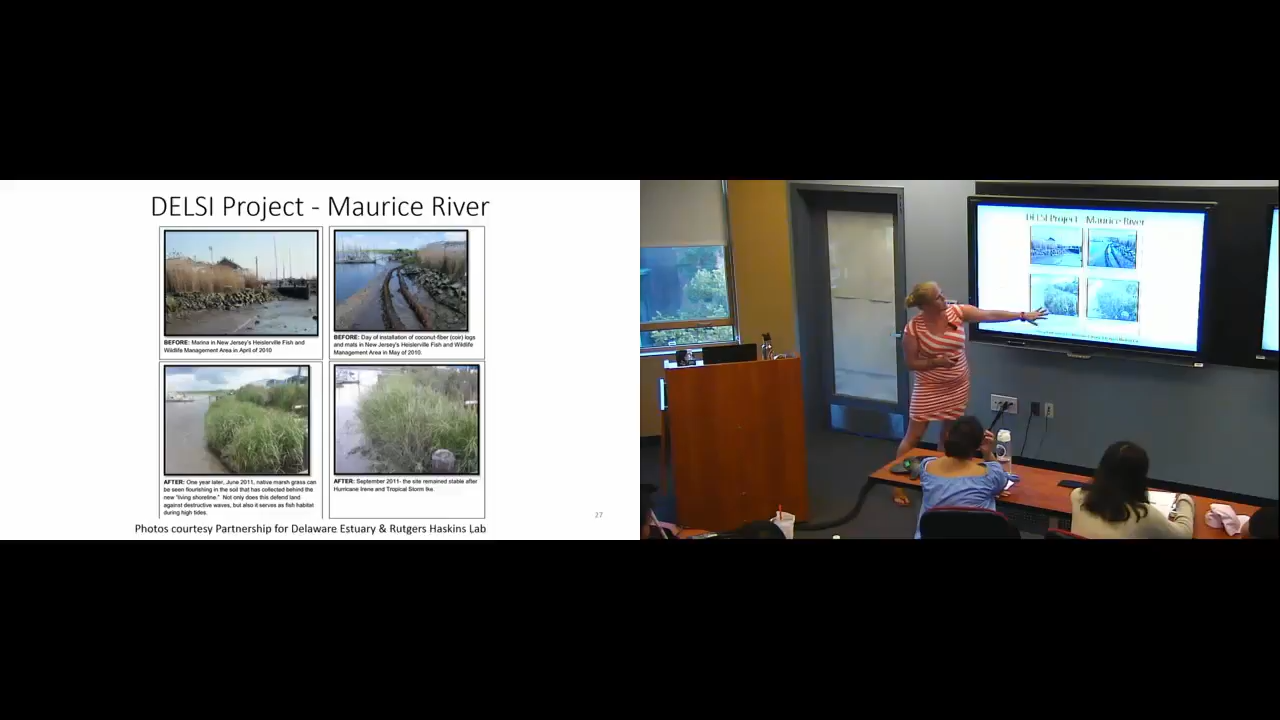 DELSI Project - Maurice River
BEFORE: Marina in New Jersey's Heislerville Fish and
Wildlife Management Area in April of 2010
BEFORE: Day of installation of coconut-fiber (coir) logs
and mats in New Jersey's Heislerville Fish and Wildlife
Management Area in May of 2010.
AFTER: One year later, June 2011, native marsh grass can
be seen flourishing in the soil that has collected behind the
new "living shoreline." Not only does this defend land
against destructive waves, but also it serves as fish habitat
during high tides.
AFTER: September 2011- the site remained stable after
Hurricane Irene and Tropical Storm Ike.
Photos courtesy Partnership for Delaware Estuary & Rutgers Haskins Lab
27
DELSI Project - Maurice River